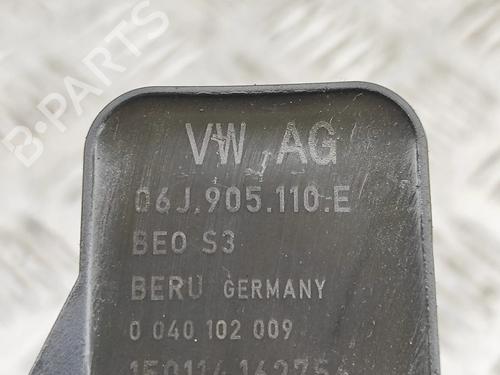 B-PARTS
VW AG
06J.905.110.E
BEO S3
BERU GERMANY
0 040 102 009